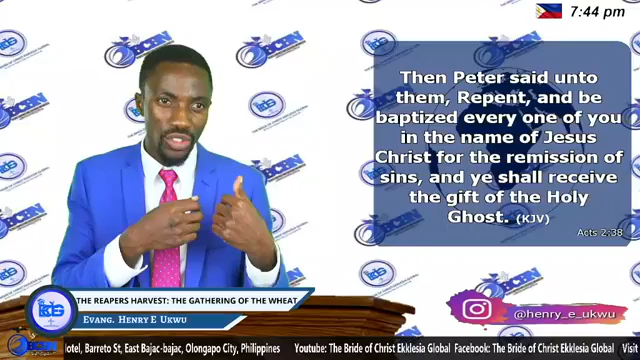 7:44 pm
Then Peter said unto
them, Repent, and be
baptized every one of you
in the name of Jesus
Christ for the remission of
sins, and ye shall receive
the gift of the Holy
Ghost. (KJV)
Acts 2:38
THE REAPERS HARVEST: THE GATHERING OF THE WHEAT
Evang. Henry E Ukwu
@henry_e_ukwu
otel, Barreto St, East Bajac-bajac, Olongapo City, Philippines Youtube: The Bride of Christ Ekklesia Global Facebook: The Bride of Christ Ekklesia Global Visit